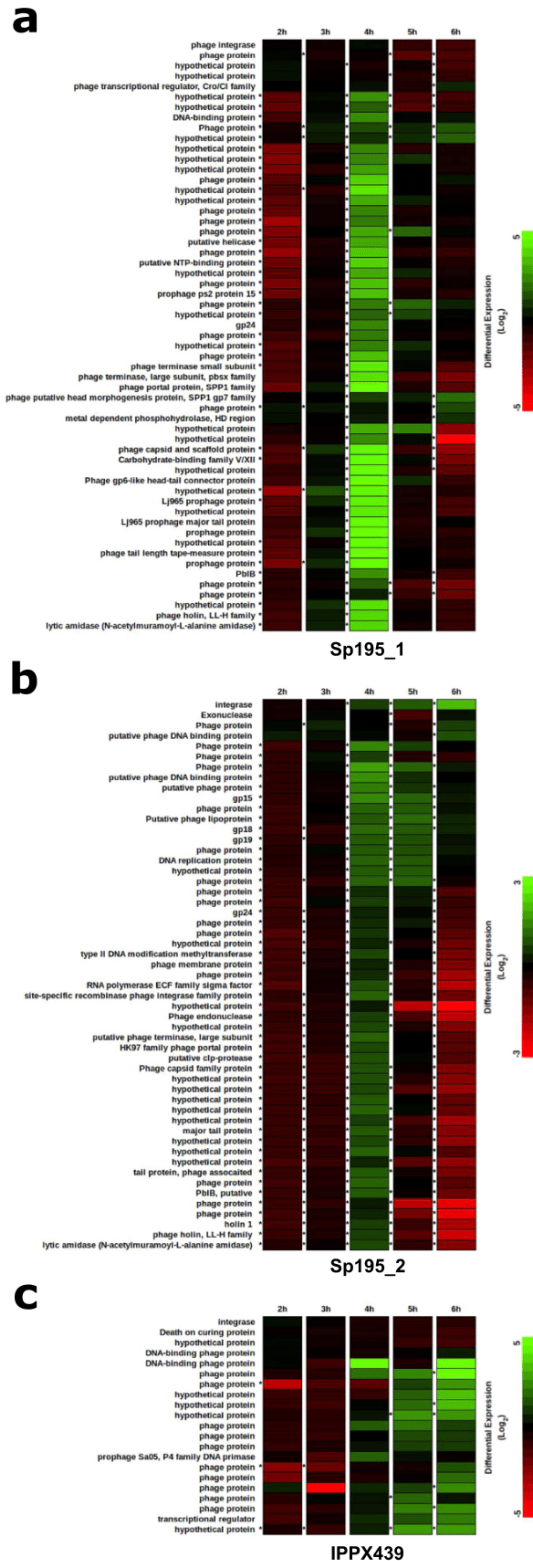 a
2h 3h 4h 5h 6h
phage integrase
phage protein
hypothetical protein
hypothetical protein
phage transcriptional regulator, Cro/CI family
hypothetical protein
hypothetical protein
DNA-binding protein
Phage protein
hypothetical protein
hypothetical protein
hypothetical protein
hypothetical protein
phage protein
hypothetical protein
hypothetical protein
phage protein
phage protein
phage protein
putative helicase
phage protein
putative NTP-binding protein
hypothetical protein
phage protein
prophage ps2 protein 15
phage protein
hypothetical protein
gp24
phage protein
hypothetical protein
phage protein
phage terminase small subunit
phage terminase, large subunit, pbsx family
phage portal protein, SPP1 family
phage putative head morphogenesis protein, SPP1 gp7 family
phage protein
metal dependent phosphohydrolase, HD region
hypothetical protein
hypothetical protein
phage capsid and scaffold protein
Carbohydrate-binding family V/XII
hypothetical protein
Phage gp6-like head-tail connector protein
hypothetical protein
Lj965 prophage protein
hypothetical protein
Lj965 prophage major tail protein
prophage protein
hypothetical protein
phage tail length tape-measure protein
prophage protein
PblB
phage protein
phage protein
hypothetical protein
phage holin, LL-H family
lytic amidase (N-acetylmuramoyl-L-alanine amidase)
5
Differential Expression
(Log2)
-5
Sp195_1
b
2h 3h 4h 5h 6h
integrase
Exonuclease
Phage protein
putative phage DNA binding protein
Phage protein
Phage protein
Phage protein
putative phage DNA binding protein
putative phage protein
gp15
phage protein
Putative phage lipoprotein
gp18
gp19
phage protein
DNA replication protein
hypothetical protein
phage protein
phage protein
phage protein
gp24
phage protein
phage protein
hypothetical protein
type II DNA modification methyltransferase
phage membrane protein
phage protein
RNA polymerase ECF family sigma factor
site-specific recombinase phage integrase family protein
hypothetical protein
Phage endonuclease
hypothetical protein
putative phage terminase, large subunit
HK97 family phage portal protein
putative clp-protease
Phage capsid family protein
hypothetical protein
hypothetical protein
hypothetical protein
hypothetical protein
hypothetical protein
major tail protein
hypothetical protein
hypothetical protein
hypothetical protein
tail protein, phage assocaited
phage protein
PblB, putative
phage protein
phage protein
holin 1
phage holin, LL-H family
lytic amidase (N-acetylmuramoyl-L-alanine amidase)
3
Differential Expression
(Log2)
-3
Sp195_2
c
2h 3h 4h 5h 6h
integrase
Death on curing protein
hypothetical protein
DNA-binding phage protein
DNA-binding phage protein
phage protein
phage protein
hypothetical protein
hypothetical protein
hypothetical protein
phage protein
phage protein
phage protein
prophage Sa05, P4 family DNA primase
phage protein
phage protein
phage protein
phage protein
phage protein
transcriptional regulator
hypothetical protein
5
Differential Expression
(Log2)
-5
IPPX439